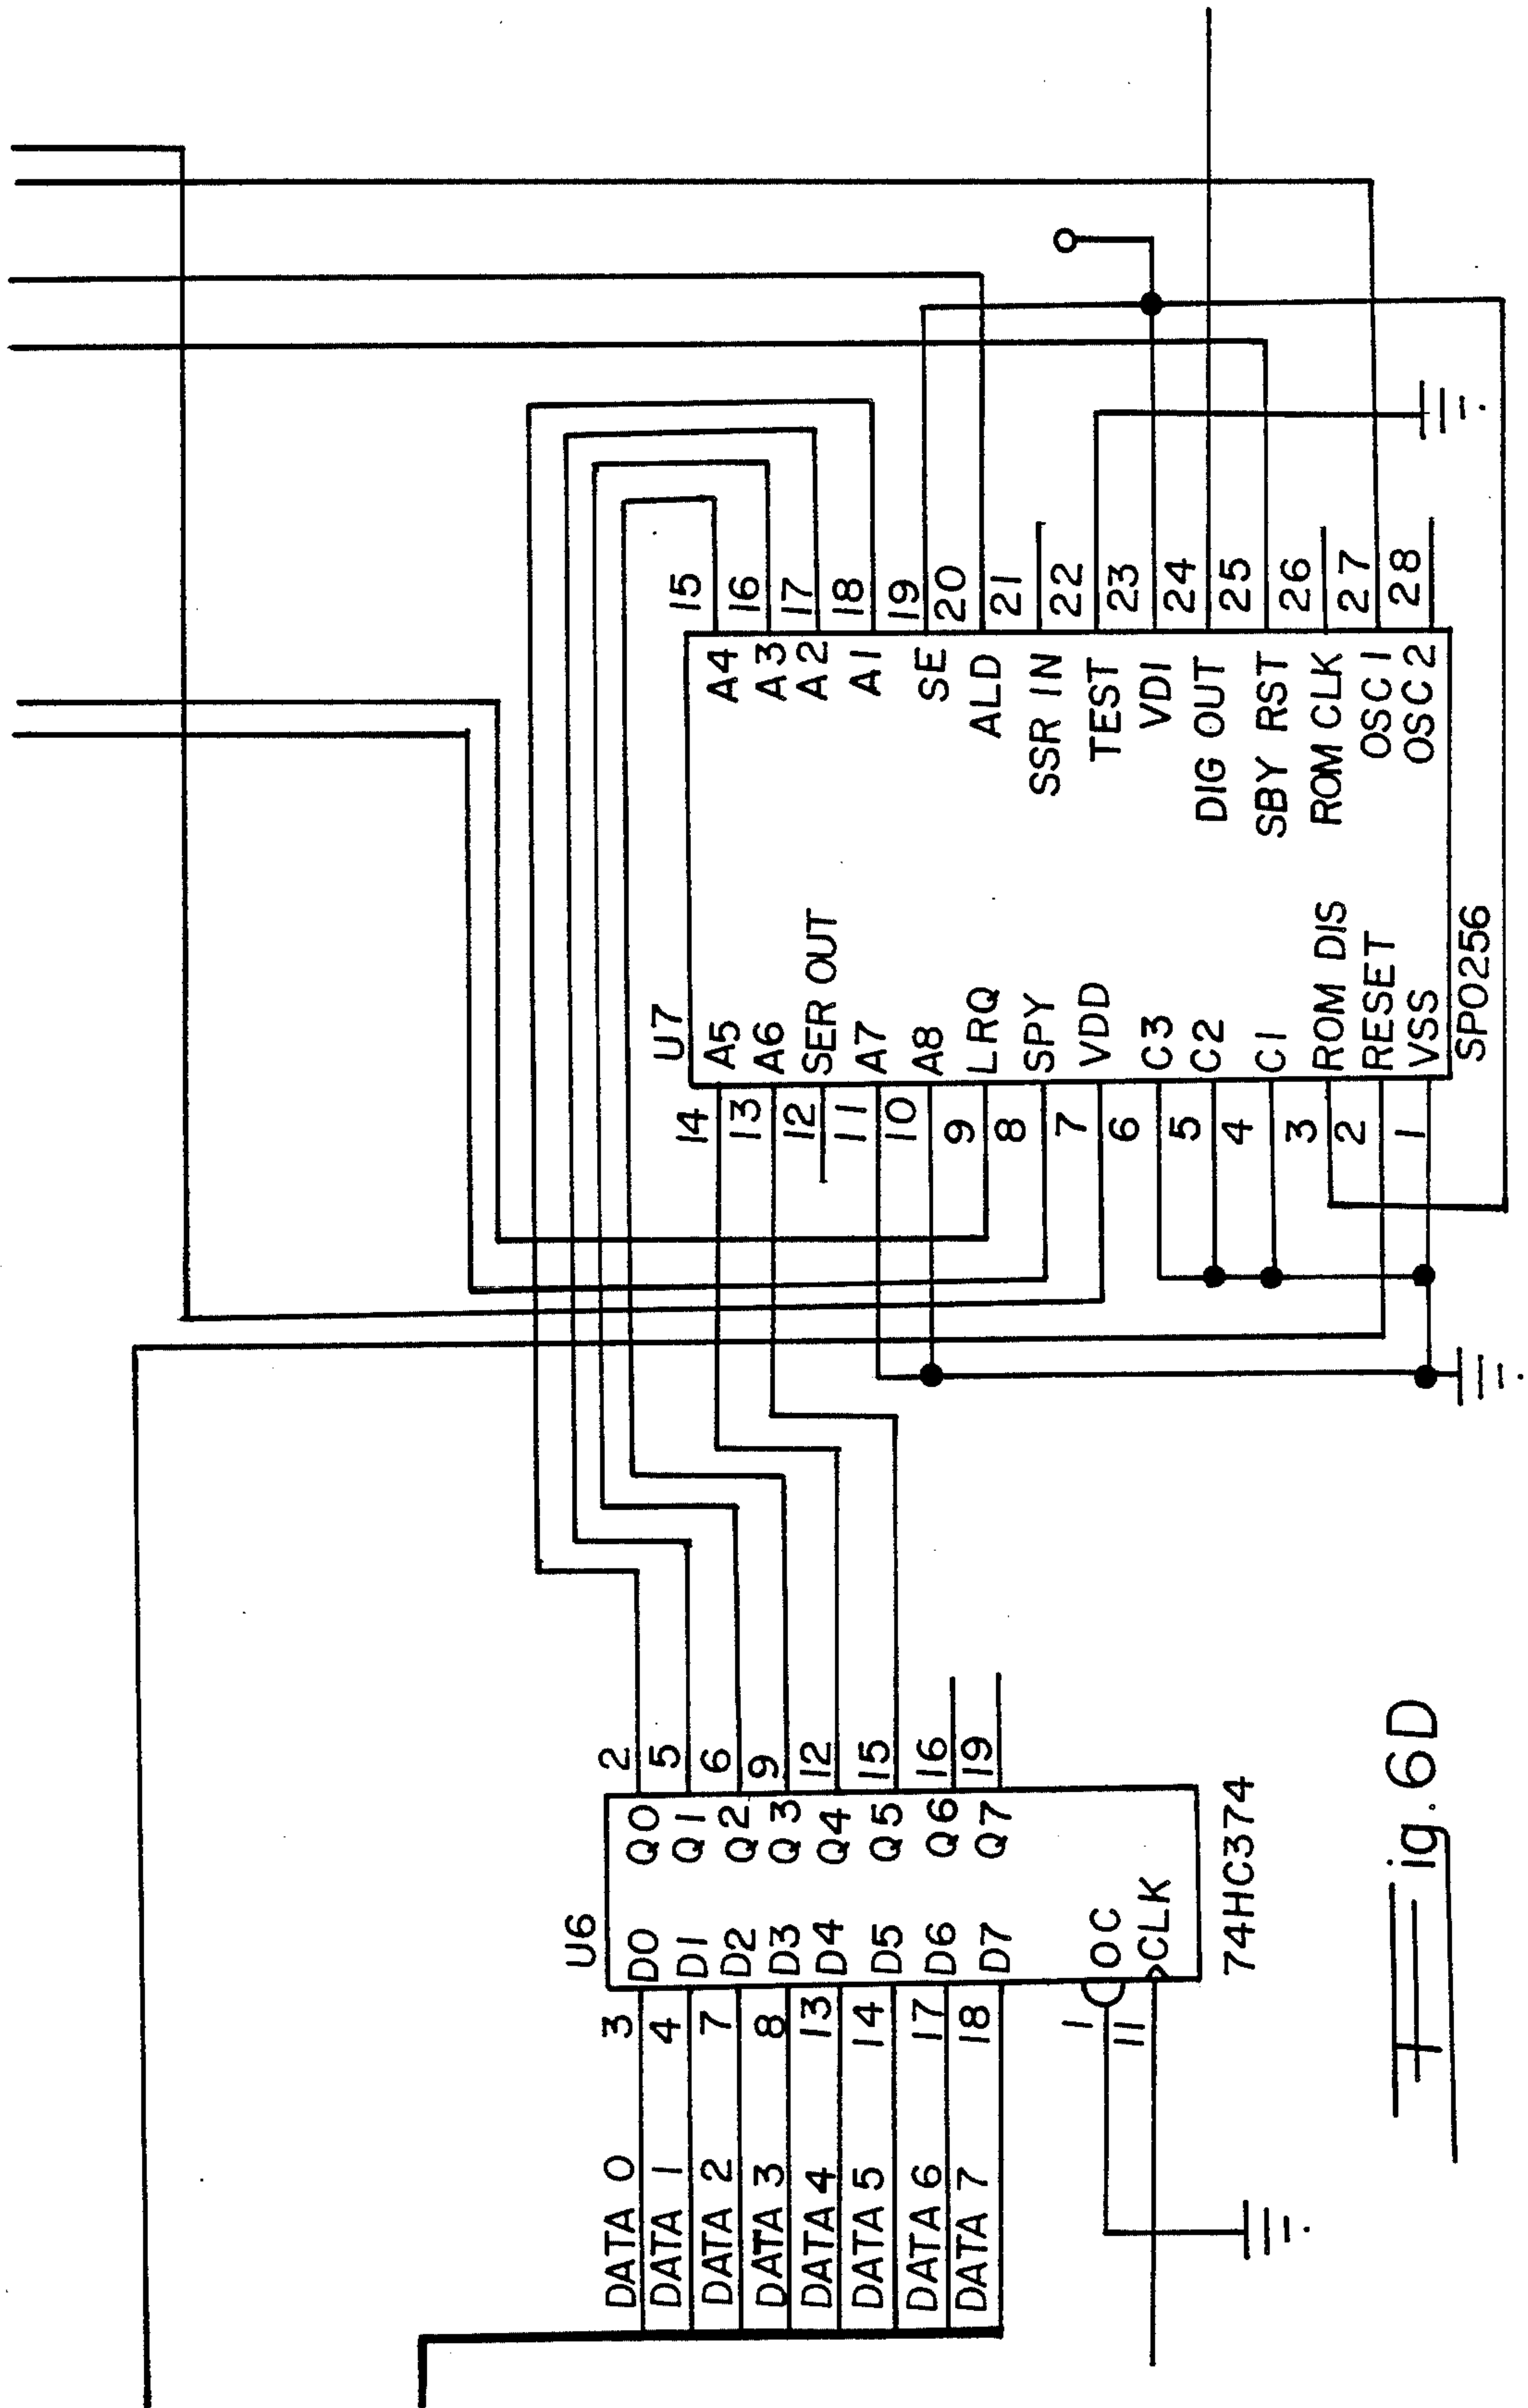 DATA 0
DATA 1
DATA 2
DATA 3
DATA 4
DATA 5
DATA 6
DATA 7
3
4
7
8
13
14
17
18
1
11
U6
D0
D1
D2
D3
D4
D5
D6
D7
OC
CLK
Q0
Q1
Q2
Q3
Q4
Q5
Q6
Q7
74HC374
2
5
6
9
12
15
16
19
14
13
12
11
10
9
8
7
6
5
4
3
2
1
U7
A5
A6
SER OUT
A7
A8
LRQ
SPY
VDD
C3
C2
C1
ROM DIS
RESET
VSS
SPO256
A4
A3
A2
A1
SE
ALD
SSR IN
TEST
VDI
DIG OUT
SBY RST
ROM CLK
OSC 1
OSC 2
15
16
17
18
19
20
21
22
23
24
25
26
27
28
Fig. 6D